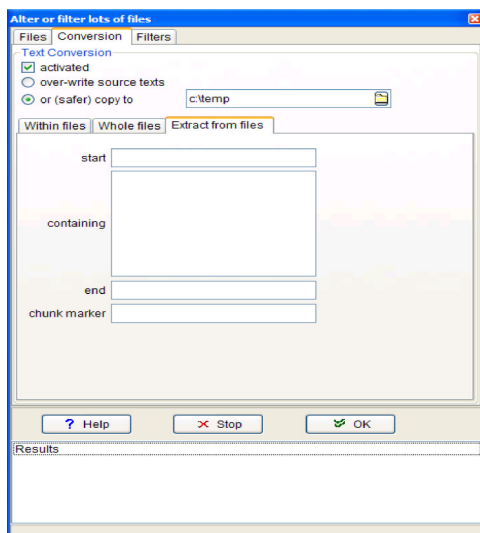 Alter or filter lots of files
Files Conversion Filters
Text Conversion
activated
over-write source texts
or (safer) copy to c:\temp
Within files Whole files Extract from files
start
containing
end
chunk marker
? Help Stop OK
Results